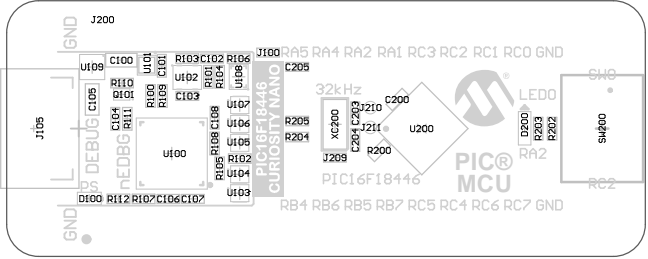 J200
GND
C100
U101
C101
R103
C102
R106
J100
RA5 RA4 RA2 RA1 RC3 RC2 RC1 RC0 GND
U109
U102
R101
R104
U108
C205
R110
R101
R100
R109
C103
32kHz
SW0
C105
U107
J210
C200
LED0
C104
R111
C108
U106
R205
XC200
C203
J211
U200
D200
R203
R202
SW200
J105
DEBUG
nEDBG
U100
R108
U105
R204
C204
R200
PIC16F18446
CURIOSITY NANO
R102
J209
RA2
R105
U104
PIC®
MCU
PS
U103
PIC16F18446
RC2
D100
R112
R107
C106
C107
GND
RB4 RB6 RB5 RB7 RC5 RC4 RC6 RC7 GND